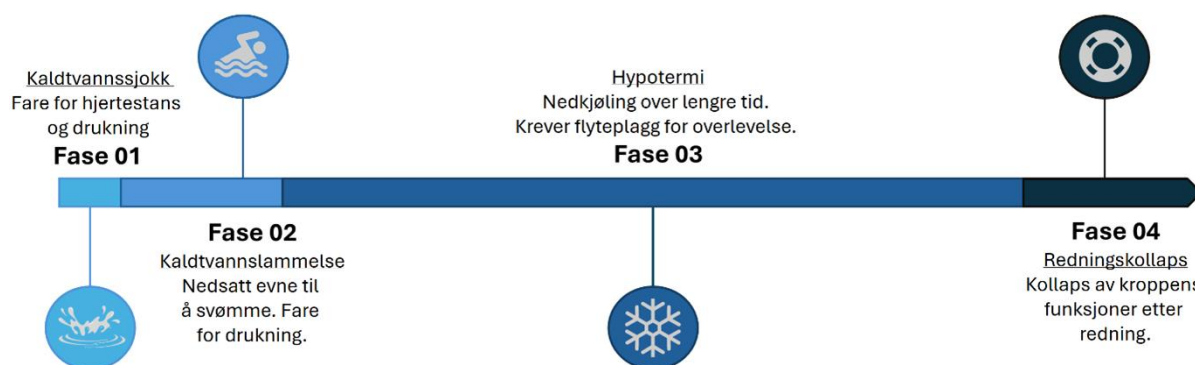 Kaldtvannssjokk
Fare for hjertestans
og drukning
Fase 01
Fase 02
Kaldtvannslammelse
Nedsatt evne til
å svømme. Fare
for drukning.
Hypotermi
Nedkjøling over lengre tid.
Krever flyteplagg for overlevelse.
Fase 03
Fase 04
Redningskollaps
Kollaps av kroppens
funksjoner etter
redning.